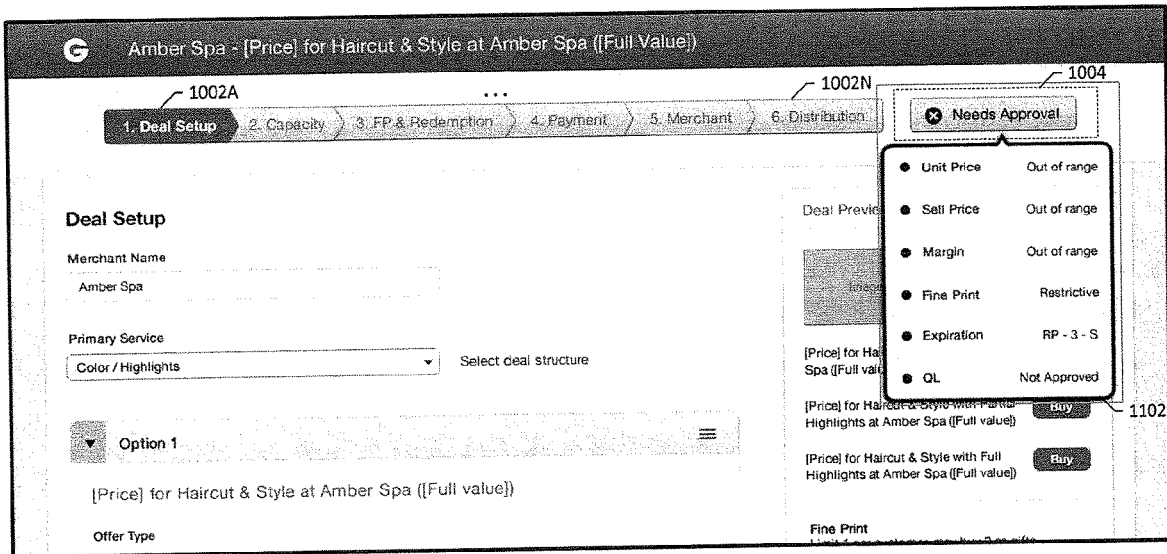 G Amber Spa - [Price] for Haircut & Style at Amber Spa ([Full Value])
1002A ... 1002N 1004
1. Deal Setup 2. Capacity 3. FP & Redemption 4. Payment 5. Merchant 6. Distribution Needs Approval
Unit Price Out of range
Deal Setup
Sell Price Out of range
Merchant Name
Margin Out of range
Amber Spa
Fine Print Restrictive
Primary Service
Expiration RP - 3 - S
Color / Highlights Select deal structure
[Price] for
Spa ([Full
QL Not Approved
[Price] for Haircut & Style with Partial
Highlights at Amber Spa ([Full value])
Buy 1102
Option 1
[Price] for Haircut & Style with Full
Highlights at Amber Spa ([Full value])
Buy
[Price] for Haircut & Style at Amber Spa ([Full value])
Offer Type
Fine Print